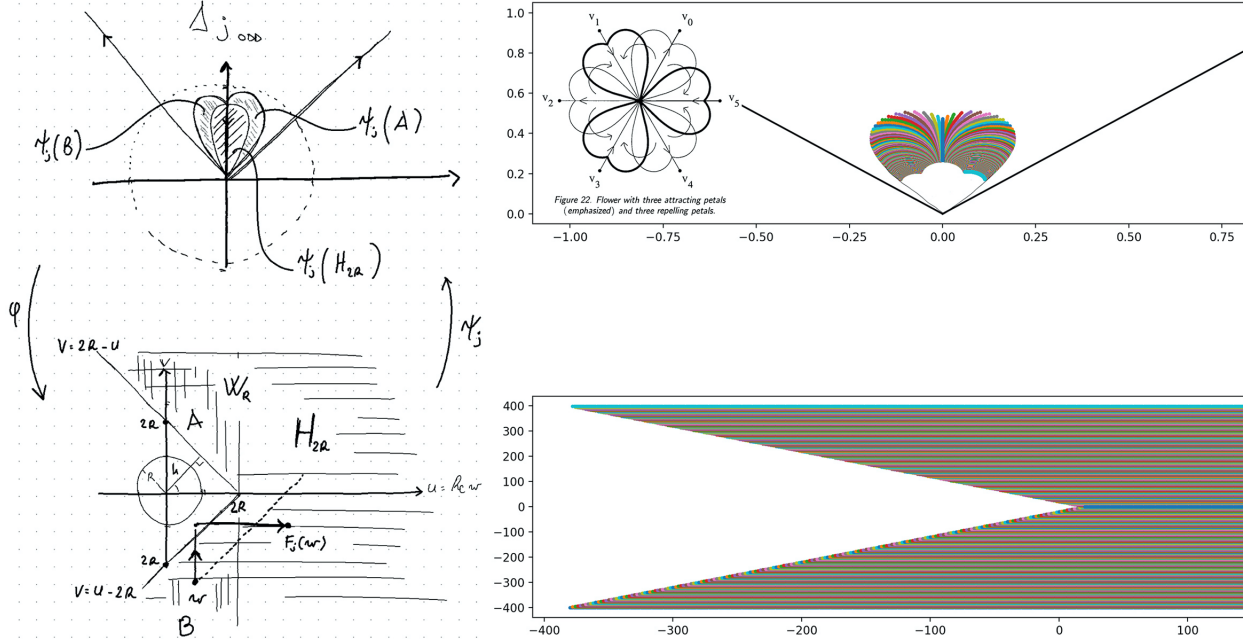 Δj odd
ψj(B)
ψj(A)
ψj(H2R)
φ
ψj
V=2R-u
v
WR
A
2R
H2R
R
h
u=Re w
2R
Fj(w)
2R
V=u-2R
w
B
1.0
0.8
0.6
0.4
0.2
0.0
−1.00
−0.75
−0.50
−0.25
0.00
0.25
0.50
0.75
v1
v0
v2
v5
v3
v4
Figure 22. Flower with three attracting petals
(emphasized) and three repelling petals.
400
300
200
100
0
−100
−200
−300
−400
−400
−300
−200
−100
0
100